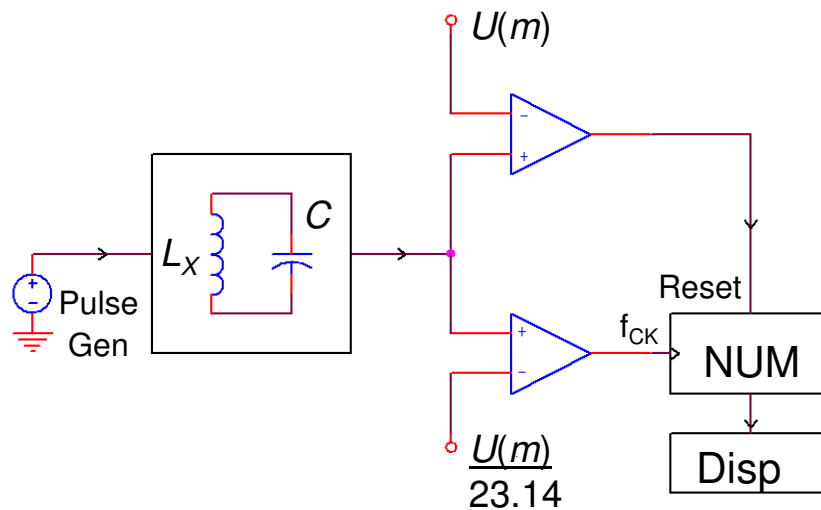 U(m)
-
+
C
L_X
+
-
Pulse
Gen
Reset
+
-
f_CK
NUM
U(m)
23.14
Disp